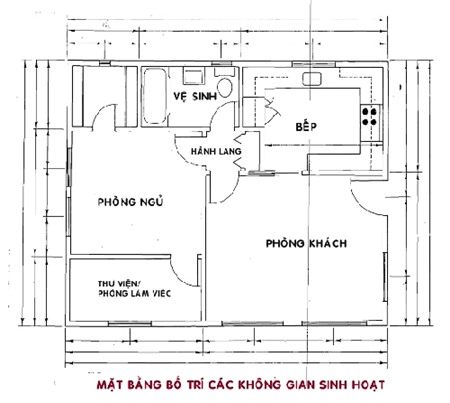 VỆ SINH
BẾP
HÀNH LANG
PHÒNG NGỦ
PHÒNG KHÁCH
THƯ VIỆN/
PHÒNG LÀM VIỆC
MẶT BẰNG BỐ TRÍ CÁC KHÔNG GIAN SINH HOẠT